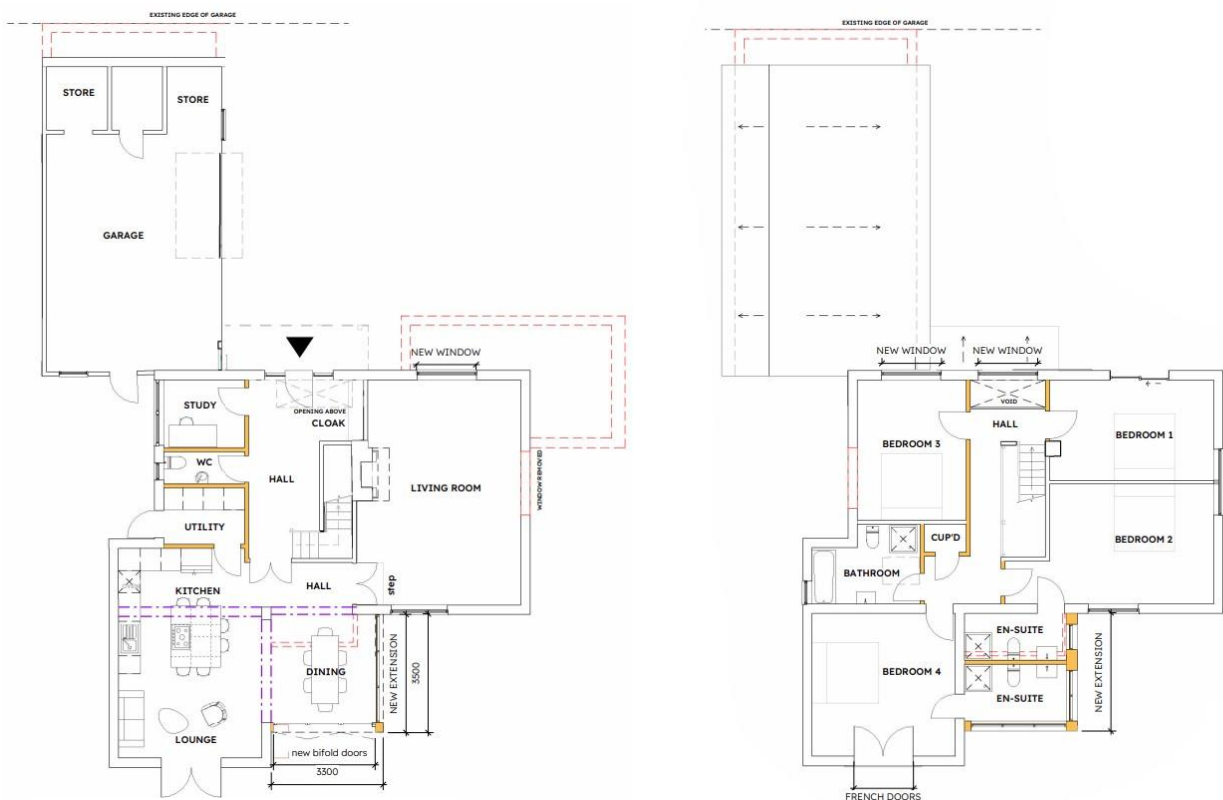 EXISTING EDGE OF GARAGE
STORE
STORE
GARAGE
NEW WINDOW
STUDY
OPENING ABOVE
CLOAK
WC
HALL
LIVING ROOM
WINDOW REMOVED
UTILITY
KITCHEN
HALL
step
DINING
NEW EXTENSION
3500
LOUNGE
new bifold doors
3300
EXISTING EDGE OF GARAGE
NEW WINDOW
NEW WINDOW
VOID
HALL
BEDROOM 3
BEDROOM 1
CUP'D
BEDROOM 2
BATHROOM
EN-SUITE
BEDROOM 4
EN-SUITE
NEW EXTENSION
FRENCH DOORS